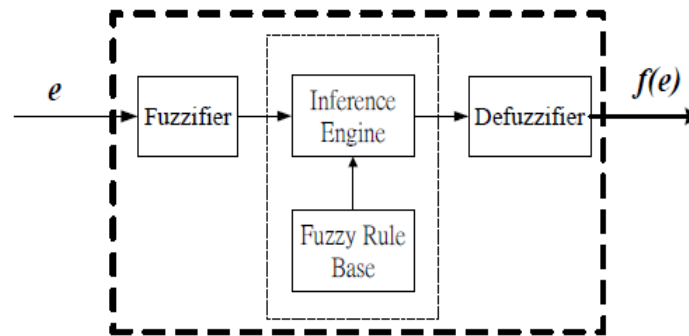 e
Fuzzifier
Inference
Engine
Defuzzifier
f(e)
Fuzzy Rule
Base